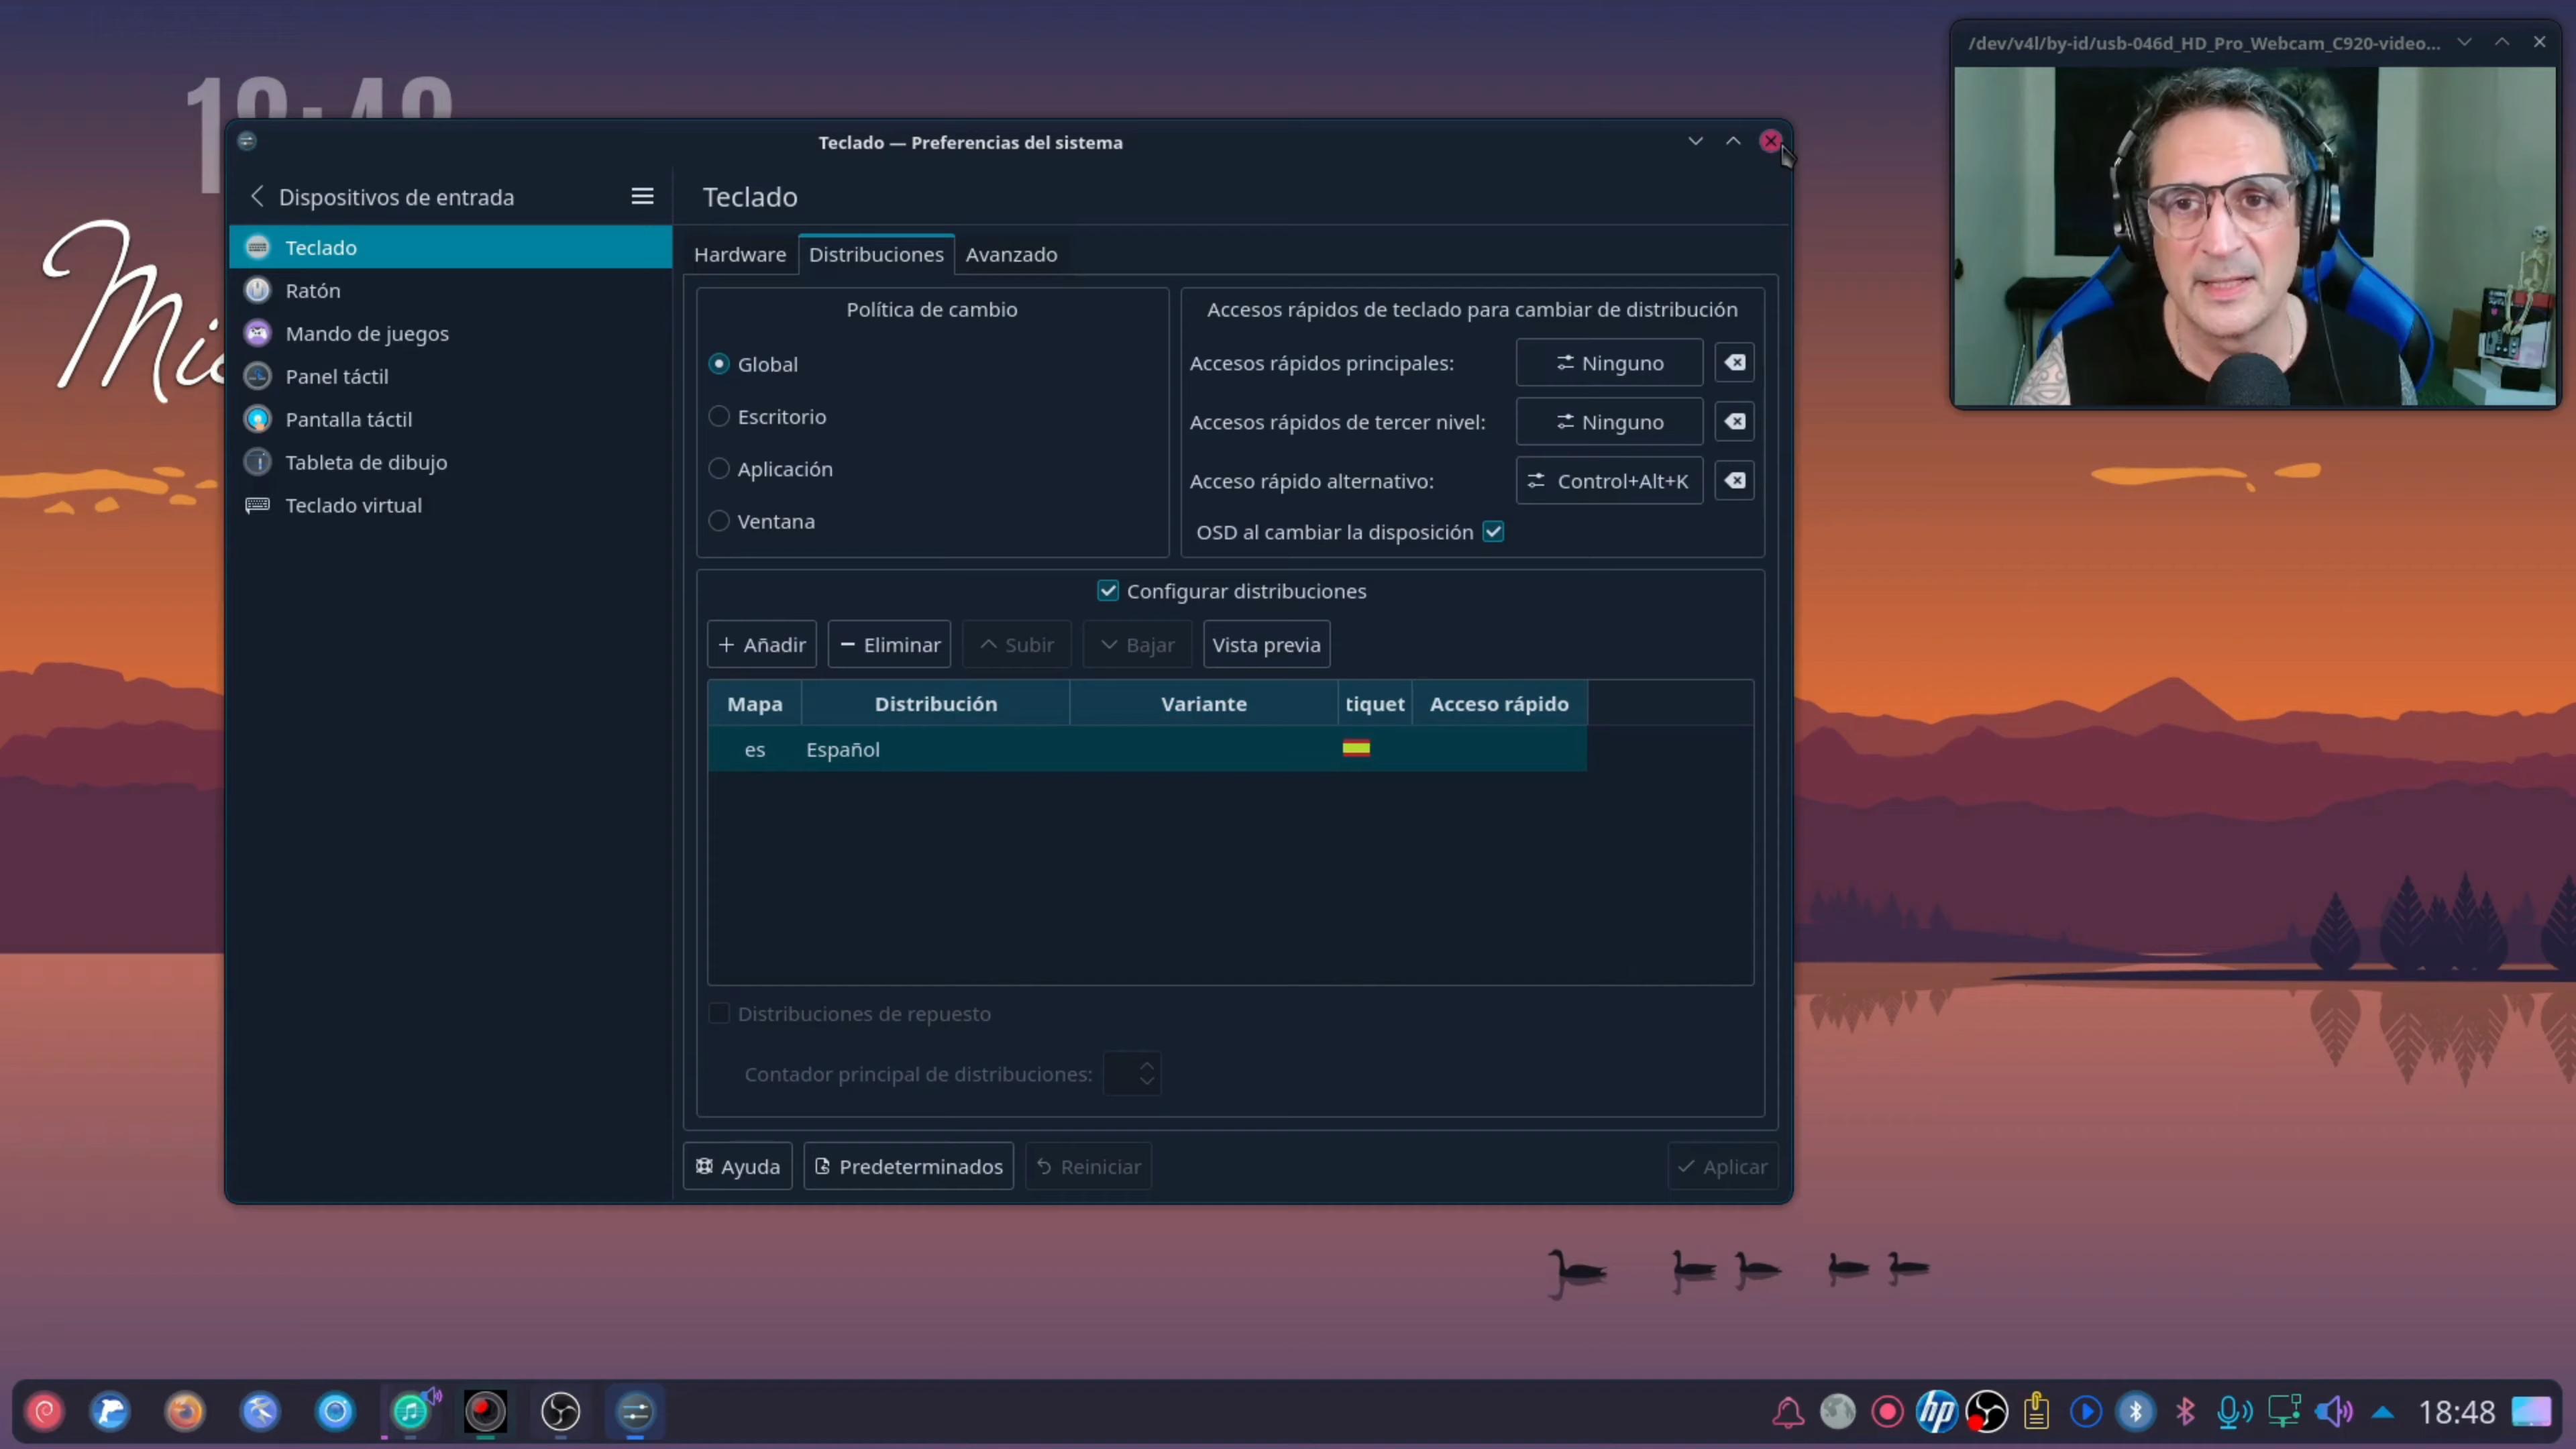 /dev/v4l/by-id/usb-046d_HD_Pro_Webcam_C920-video...
Teclado — Preferencias del sistema
Dispositivos de entrada
Teclado
Ratón
Mando de juegos
Panel táctil
Pantalla táctil
Tableta de dibujo
Teclado virtual
Teclado
Hardware
Distribuciones
Avanzado
Política de cambio
Global
Escritorio
Aplicación
Ventana
Accesos rápidos de teclado para cambiar de distribución
Accesos rápidos principales:
Ninguno
Accesos rápidos de tercer nivel:
Ninguno
Acceso rápido alternativo:
Control+Alt+K
OSD al cambiar la disposición
Configurar distribuciones
Añadir
Eliminar
Subir
Bajar
Vista previa
Mapa
Distribución
Variante
tiquet
Acceso rápido
es
Español
Distribuciones de repuesto
Contador principal de distribuciones:
Ayuda
Predeterminados
Reiniciar
Aplicar
hp
18:48